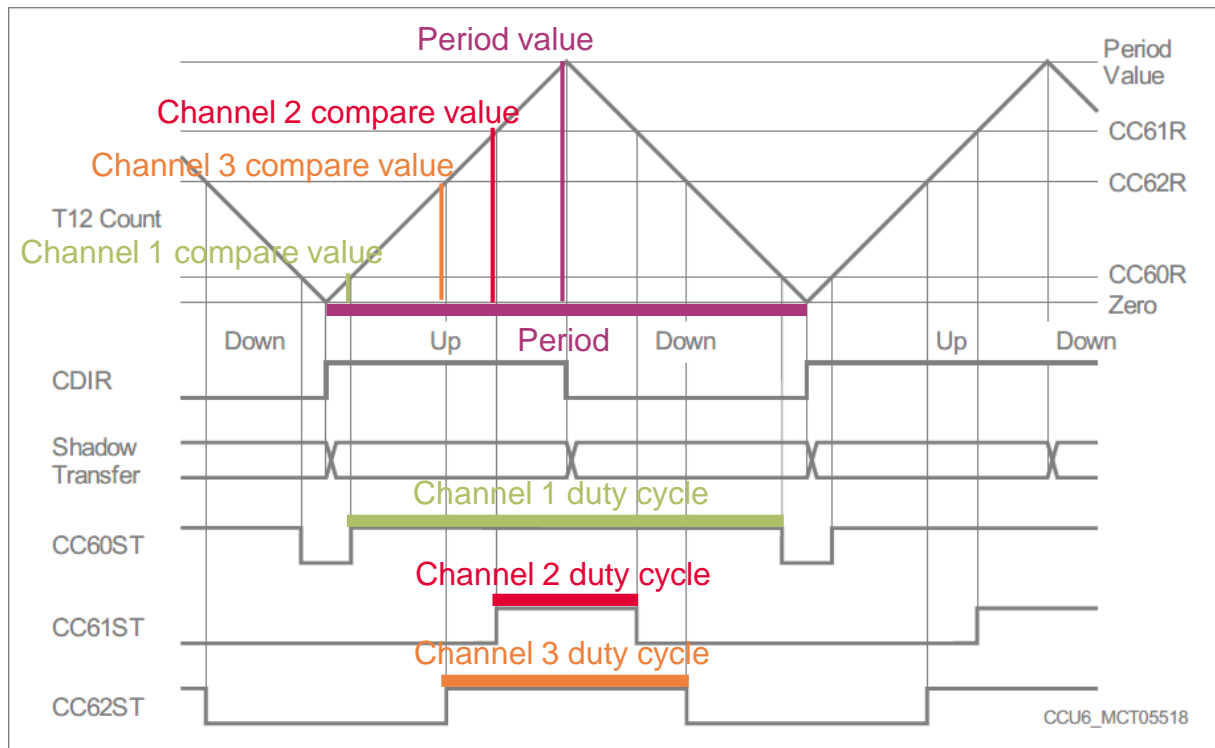 Period value
Period
Value
Channel 2 compare value
CC61R
Channel 3 compare value
CC62R
T12 Count
Channel 1 compare value
CC60R
Zero
Down
Up
Period
Down
Up
Down
CDIR
Shadow
Transfer
Channel 1 duty cycle
CC60ST
Channel 2 duty cycle
CC61ST
Channel 3 duty cycle
CC62ST
CCU6_MCT05518